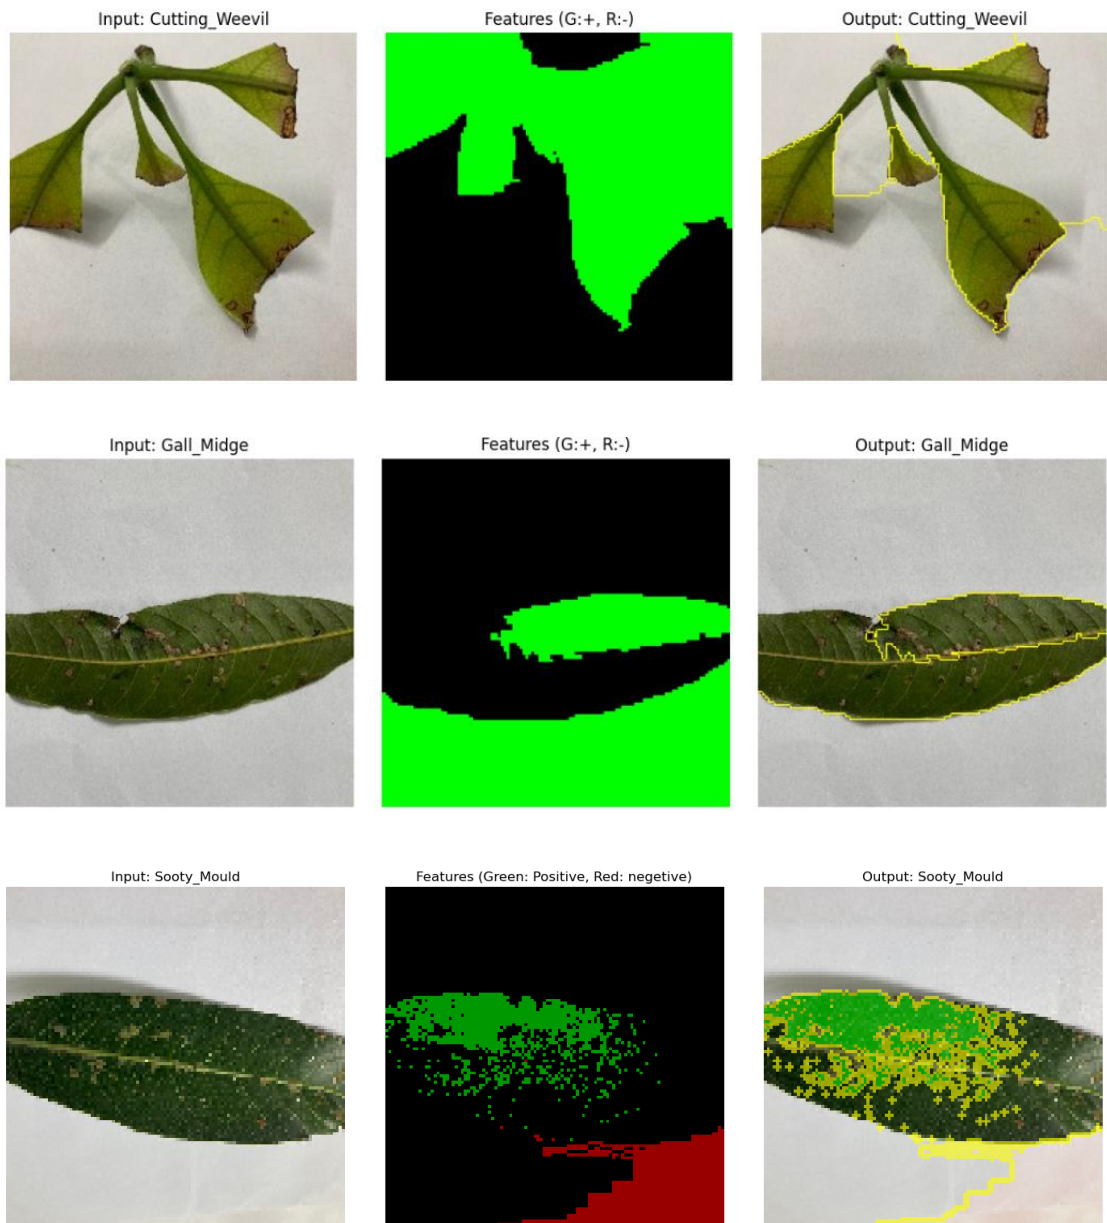 Input: Cutting_Weevil
Features (G:+, R:-)
Output: Cutting_Weevil
Input: Gall_Midge
Features (G:+, R:-)
Output: Gall_Midge
Input: Sooty_Mould
Features (Green: Positive, Red: negetive)
Output: Sooty_Mould